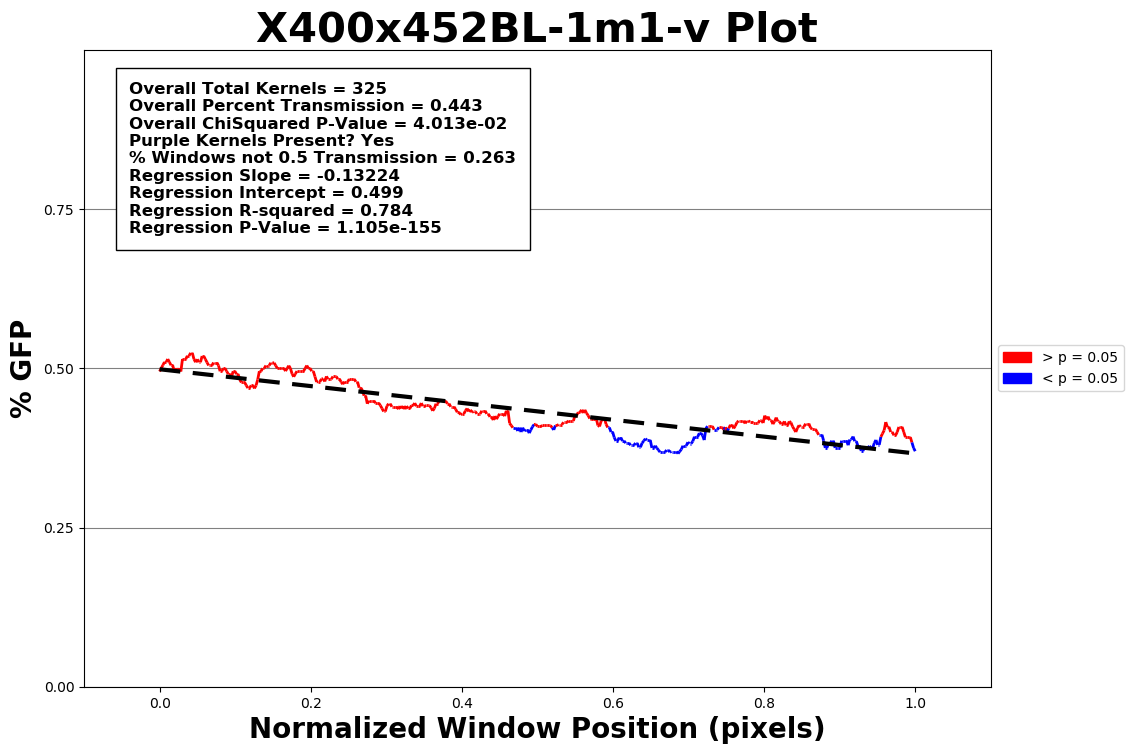 X400x452BL-1m1-v Plot
Overall Total Kernels = 325
Overall Percent Transmission = 0.443
Overall ChiSquared P-Value = 4.013e-02
Purple Kernels Present? Yes
% Windows not 0.5 Transmission = 0.263
Regression Slope = -0.13224
Regression Intercept = 0.499
Regression R-squared = 0.784
Regression P-Value = 1.105e-155
% GFP
0.75
0.50
0.25
0.00
> p = 0.05
< p = 0.05
0.0 0.2 0.4 0.6 0.8 1.0
Normalized Window Position (pixels)